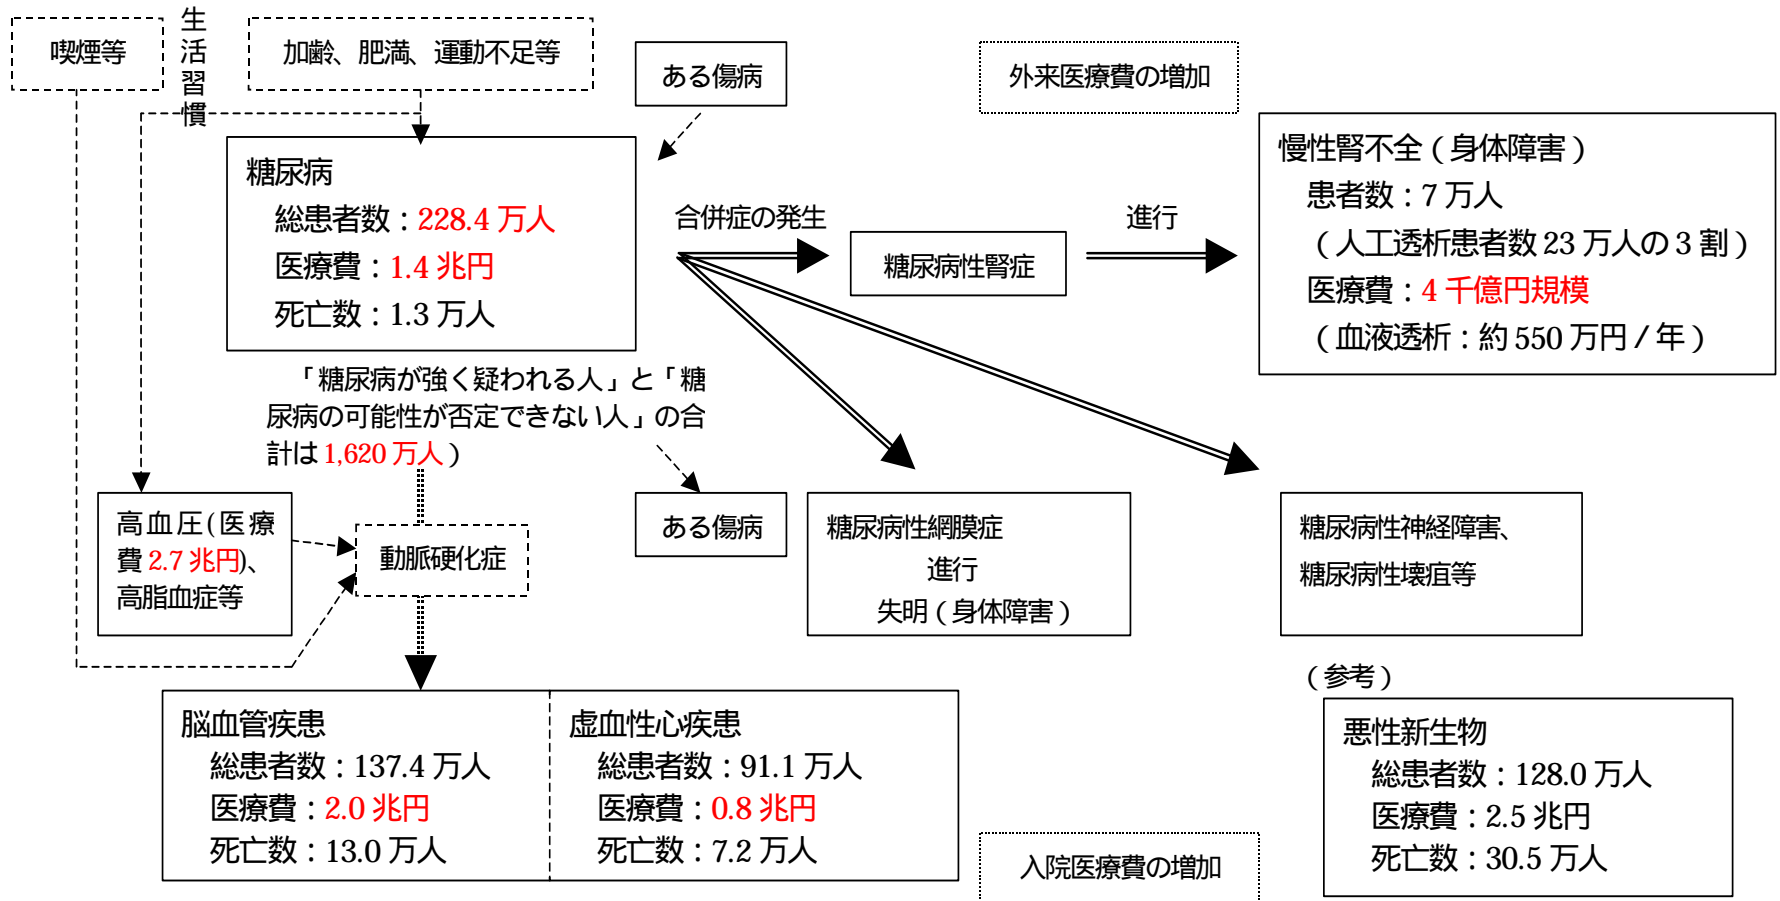 生活習慣
喫煙等
加齢、肥満、運動不足等
ある傷病
外来医療費の増加
糖尿病
総患者数：228.4 万人
医療費：1.4 兆円
死亡数：1.3 万人
合併症の発生
糖尿病性腎症
進行
慢性腎不全（身体障害）
患者数：7 万人
（人工透析患者数 23 万人の 3 割）
医療費：4 千億円規模
（血液透析：約 550 万円／年）
「糖尿病が強く疑われる人」と「糖
尿病の可能性が否定できない人」の合
計は 1,620 万人）
高血圧(医療
費 2.7 兆円)、
高脂血症等
動脈硬化症
ある傷病
糖尿病性網膜症
進行
失明（身体障害）
糖尿病性神経障害、
糖尿病性壊疽等
脳血管疾患
総患者数：137.4 万人
医療費：2.0 兆円
死亡数：13.0 万人
虚血性心疾患
総患者数：91.1 万人
医療費：0.8 兆円
死亡数：7.2 万人
入院医療費の増加
（参考）
悪性新生物
総患者数：128.0 万人
医療費：2.5 兆円
死亡数：30.5 万人